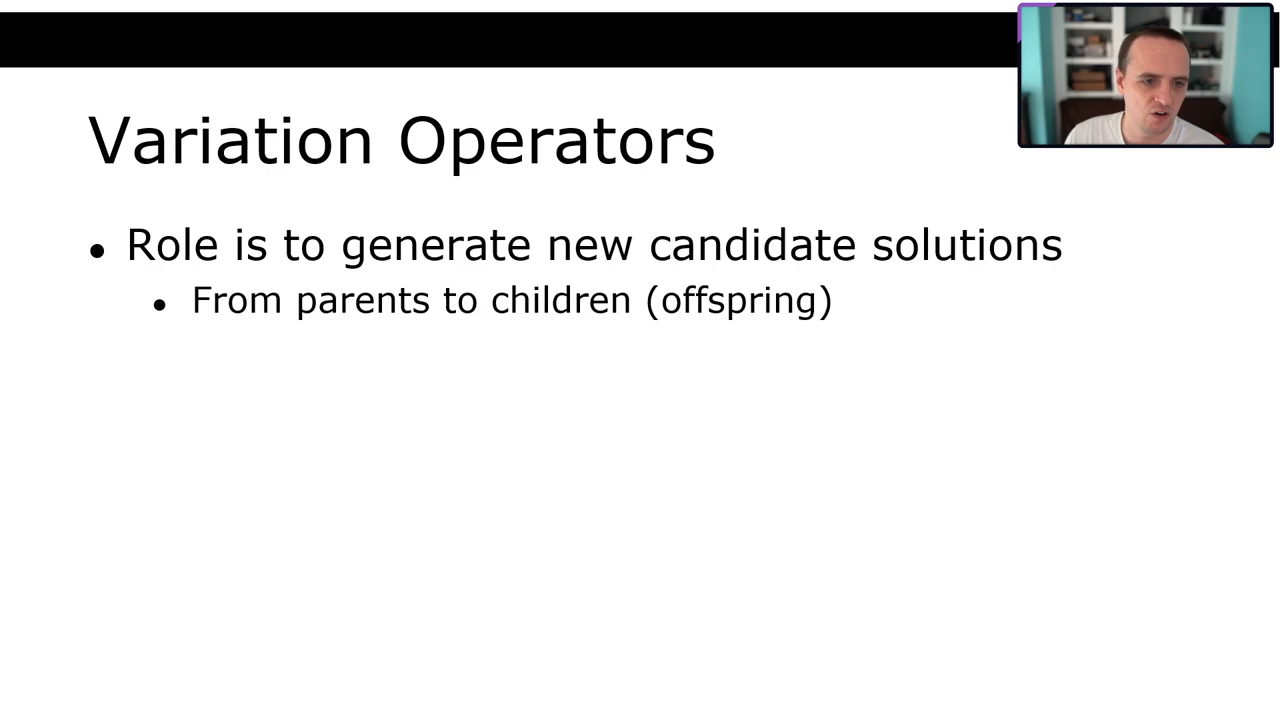 Variation Operators
Role is to generate new candidate solutions
From parents to children (offspring)